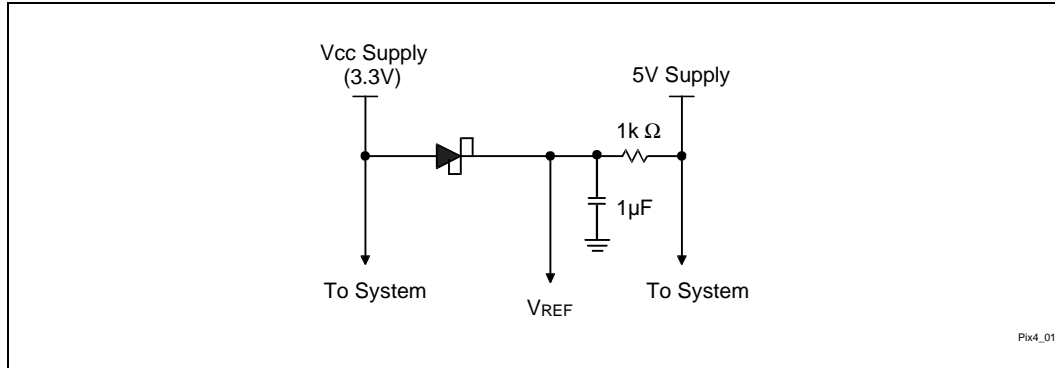 Vcc Supply
(3.3V)
5V Supply
1k Ω
1µF
To System
VREF
To System
Pix4_01